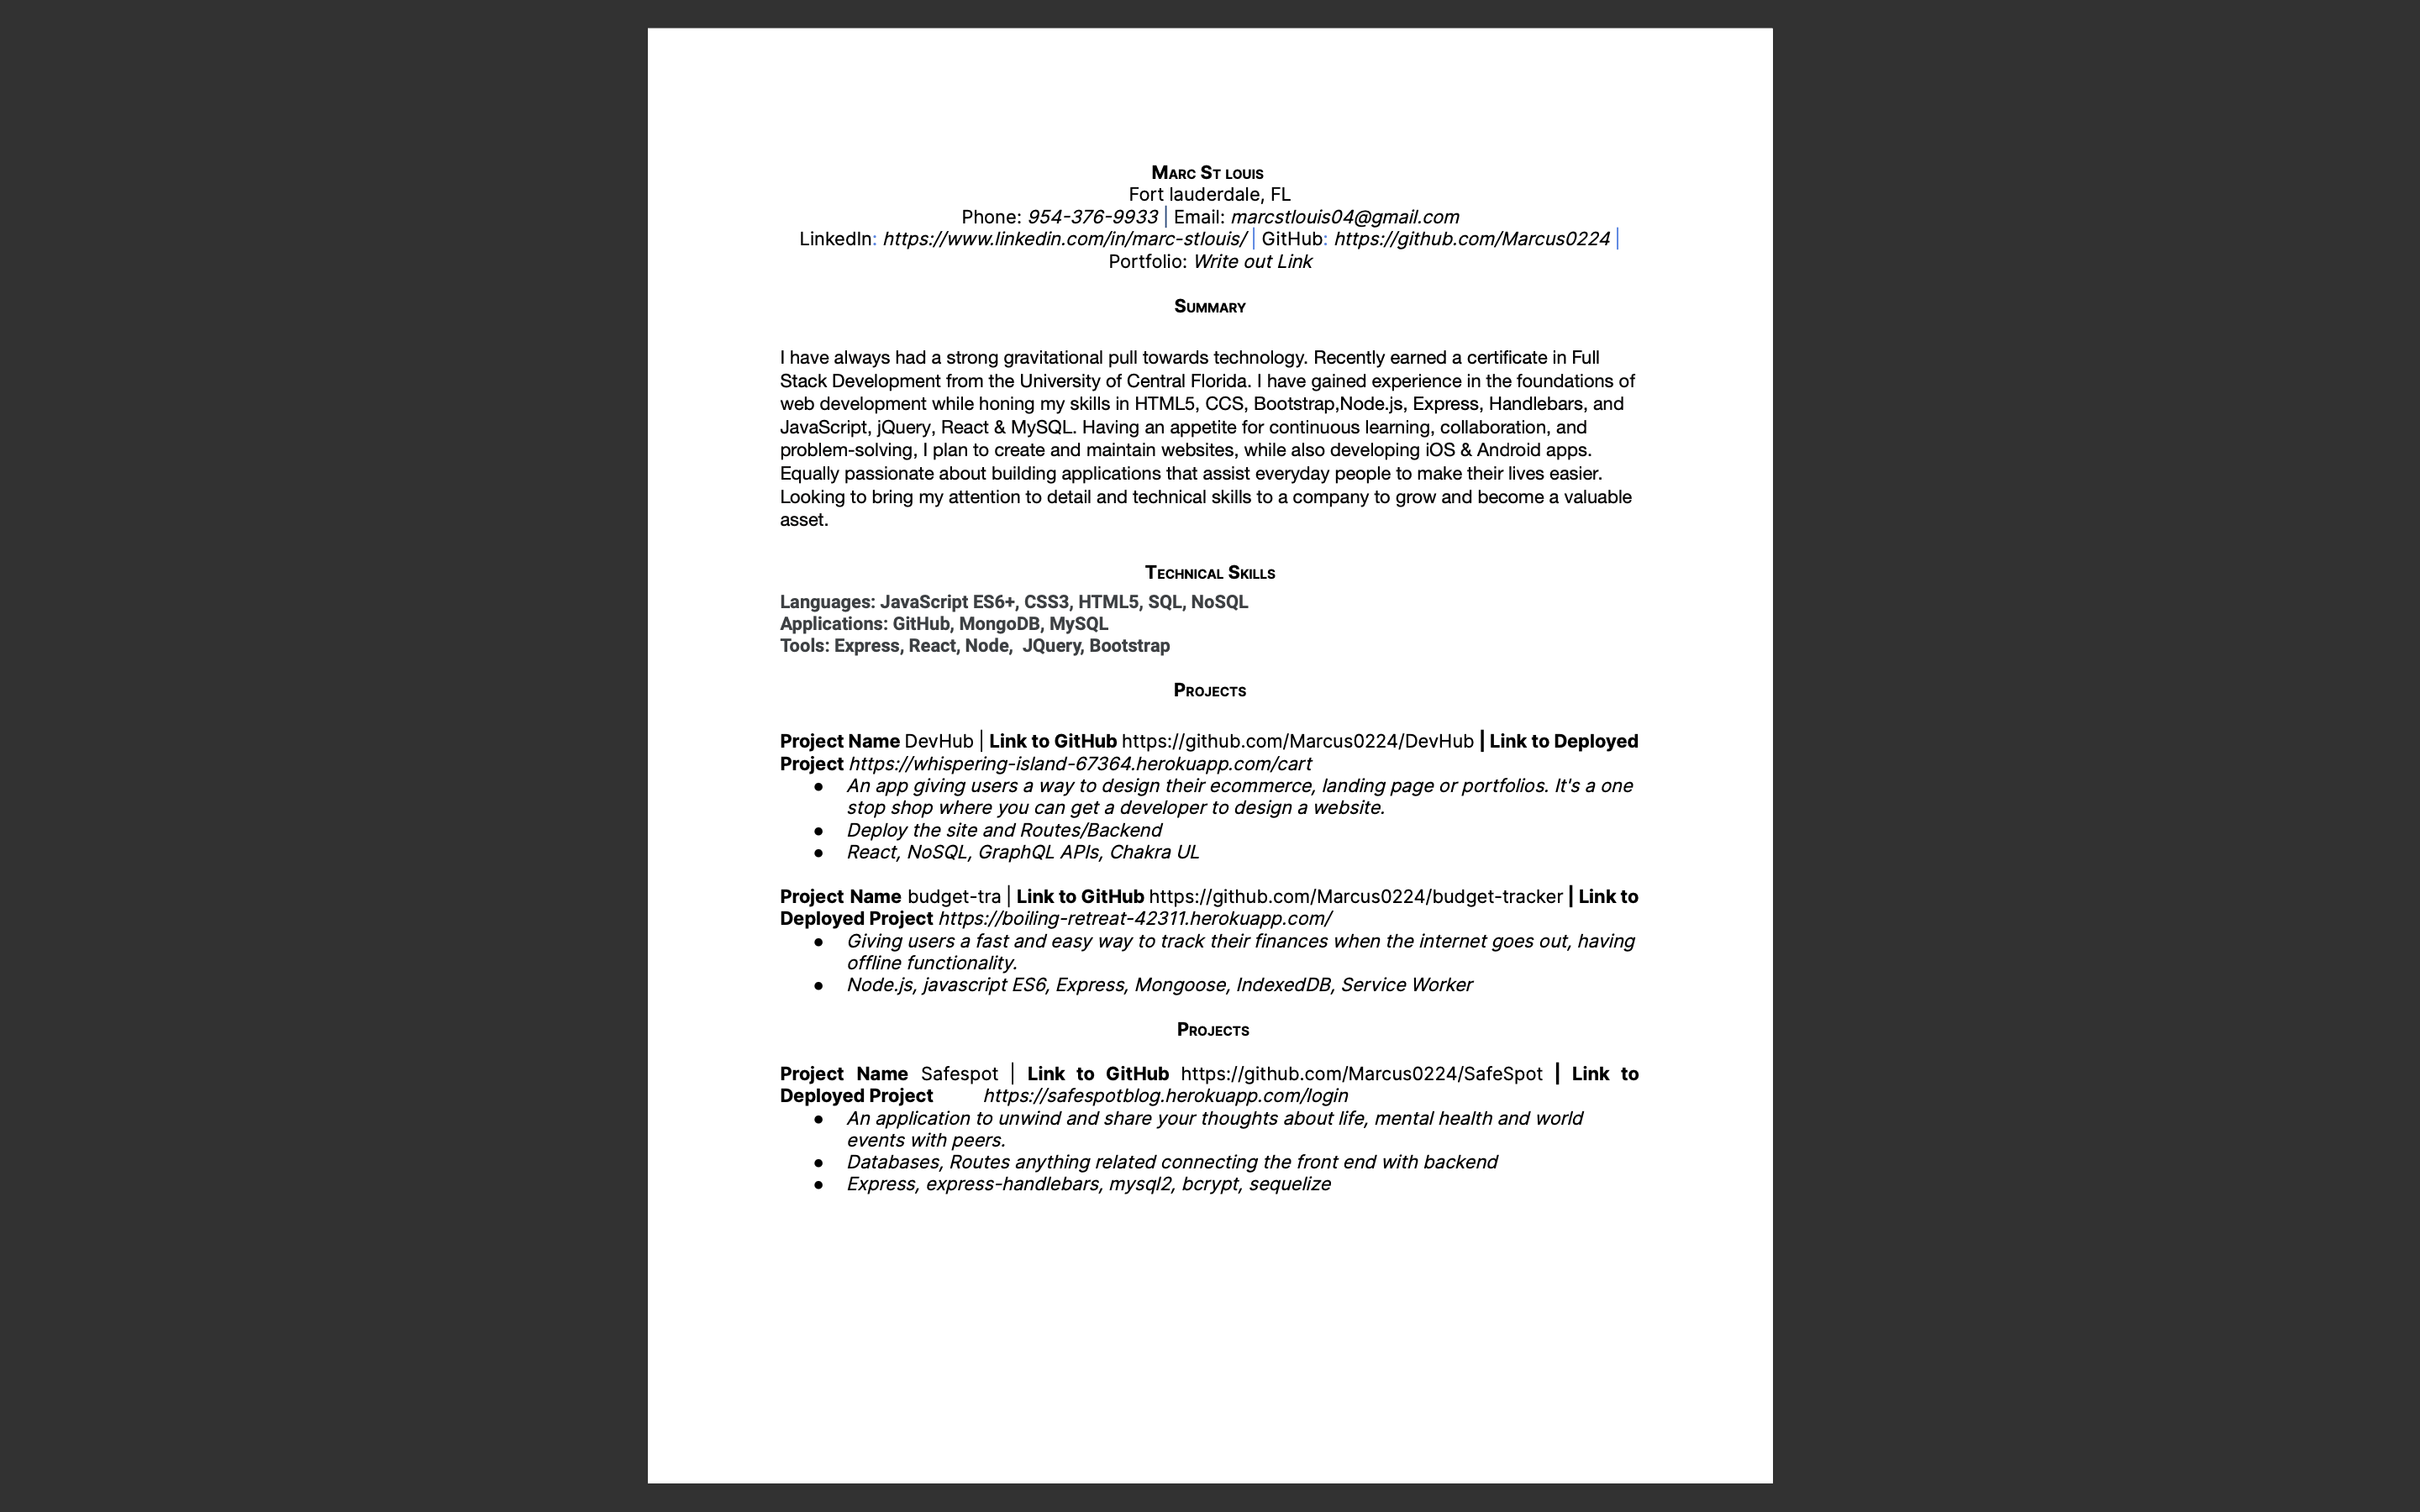 Marc St louis
Fort lauderdale, FL
Phone: 954-376-9933 | Email: marcstlouis04@gmail.com
LinkedIn: https://www.linkedin.com/in/marc-stlouis/ | GitHub: https://github.com/Marcus0224 |
Portfolio: Write out Link
Summary
I have always had a strong gravitational pull towards technology. Recently earned a certificate in Full
Stack Development from the University of Central Florida. I have gained experience in the foundations of
web development while honing my skills in HTML5, CCS, Bootstrap,Node.js, Express, Handlebars, and
JavaScript, jQuery, React & MySQL. Having an appetite for continuous learning, collaboration, and
problem-solving, I plan to create and maintain websites, while also developing iOS & Android apps.
Equally passionate about building applications that assist everyday people to make their lives easier.
Looking to bring my attention to detail and technical skills to a company to grow and become a valuable
asset.
Technical Skills
Languages: JavaScript ES6+, CSS3, HTML5, SQL, NoSQL
Applications: GitHub, MongoDB, MySQL
Tools: Express, React, Node,  JQuery, Bootstrap
Projects
Project Name DevHub | Link to GitHub https://github.com/Marcus0224/DevHub | Link to Deployed
Project https://whispering-island-67364.herokuapp.com/cart
● An app giving users a way to design their ecommerce, landing page or portfolios. It's a one
stop shop where you can get a developer to design a website.
● Deploy the site and Routes/Backend
● React, NoSQL, GraphQL APIs, Chakra UL
Project Name budget-tra | Link to GitHub https://github.com/Marcus0224/budget-tracker | Link to
Deployed Project https://boiling-retreat-42311.herokuapp.com/
● Giving users a fast and easy way to track their finances when the internet goes out, having
offline functionality.
● Node.js, javascript ES6, Express, Mongoose, IndexedDB, Service Worker
Projects
Project Name Safespot | Link to GitHub https://github.com/Marcus0224/SafeSpot | Link to
Deployed Project https://safespotblog.herokuapp.com/login
● An application to unwind and share your thoughts about life, mental health and world
events with peers.
● Databases, Routes anything related connecting the front end with backend
● Express, express-handlebars, mysql2, bcrypt, sequelize